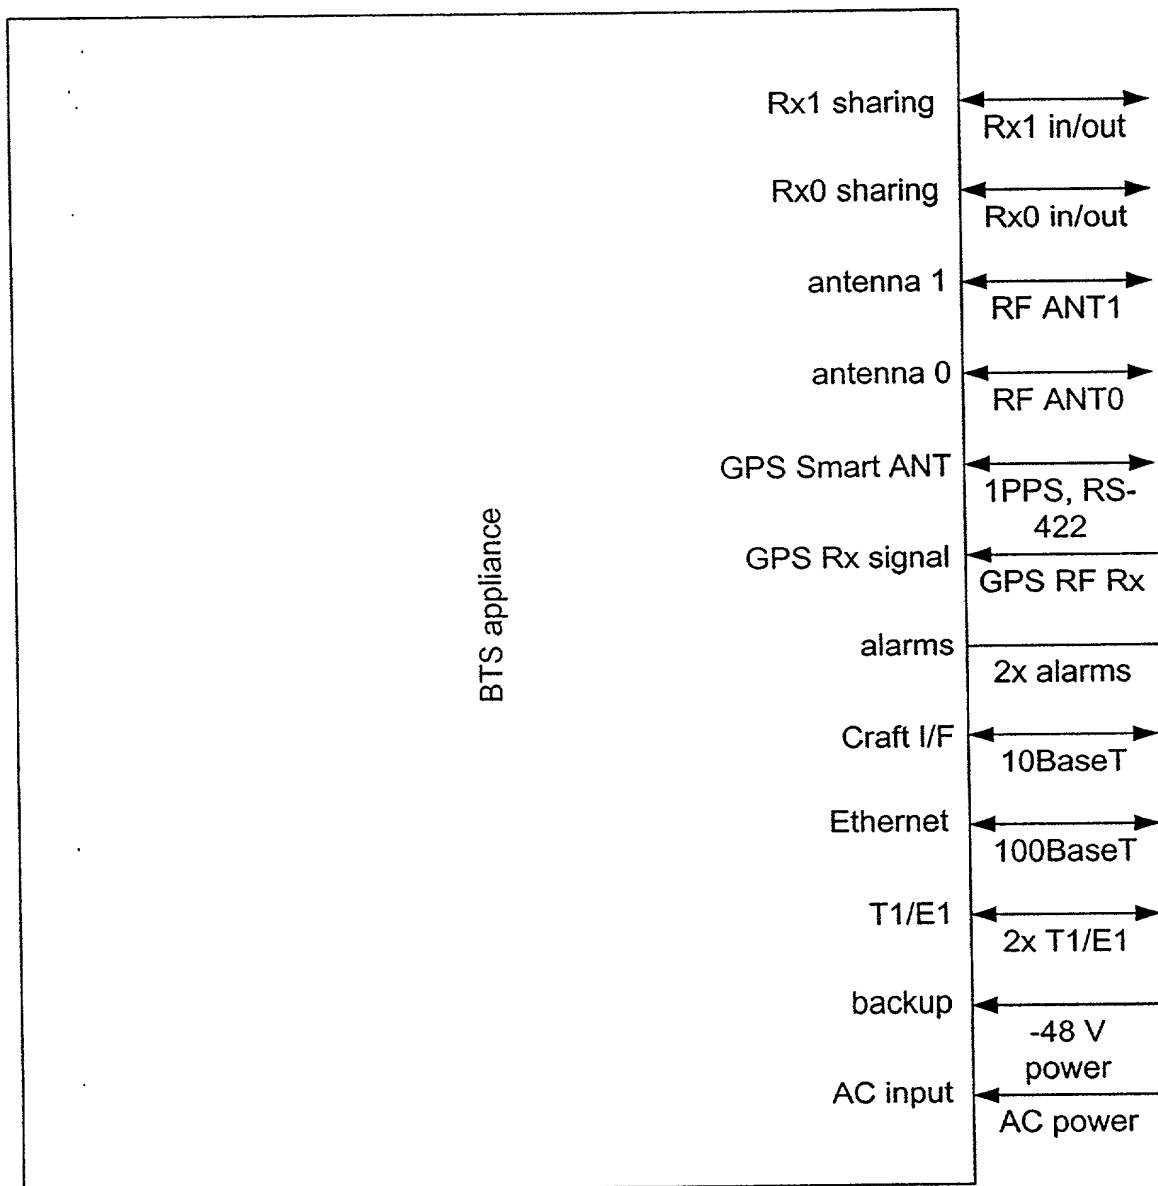 Rx1 sharing
Rx1 in/out
Rx0 sharing
Rx0 in/out
antenna 1
RF ANT1
antenna 0
RF ANT0
GPS Smart ANT
1PPS, RS-
422
GPS Rx signal
GPS RF Rx
BTS appliance
alarms
2x alarms
Craft I/F
10BaseT
Ethernet
100BaseT
T1/E1
2x T1/E1
backup
-48 V
power
AC input
AC power